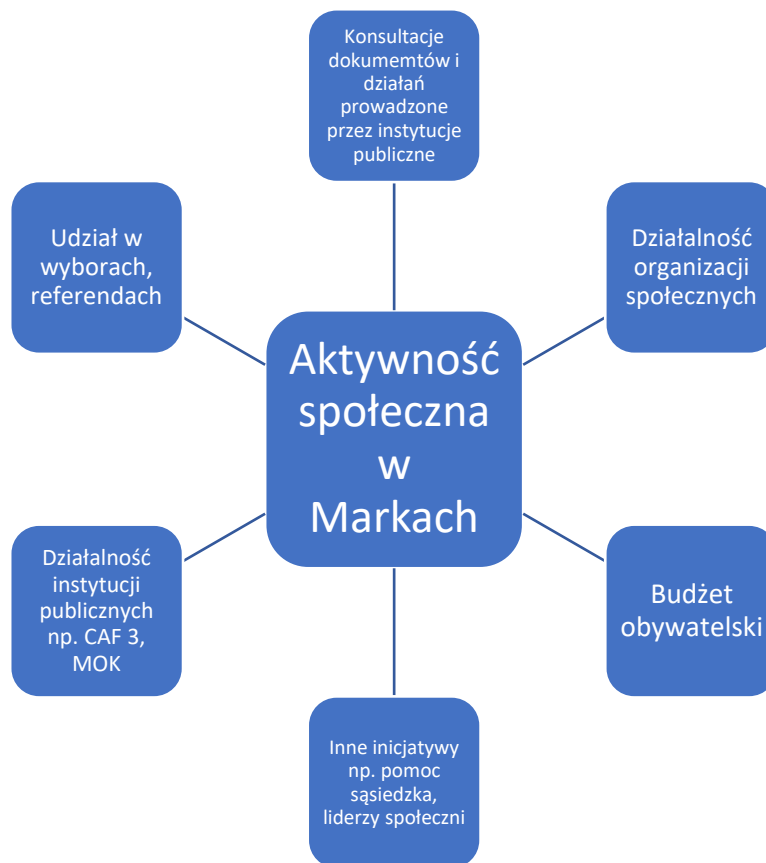 Konsultacje
dokumemtów i
działań
prowadzone
przez instytucje
publiczne
Udział w
wyborach,
referendach
Działalność
organizacji
społecznych
Aktywność
społeczna
w
Markach
Działalność
instytucji
publicznych
np. CAF 3,
MOK
Budżet
obywatelski
Inne inicjatywy
np. pomoc
sąsiedzka,
liderzy społeczni